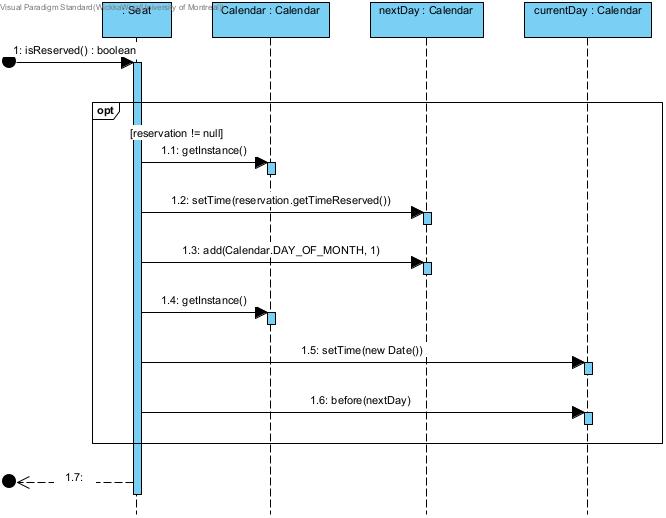 Visual Paradigm Standard(
University of Montreal)
: Seat
Calendar : Calendar
nextDay : Calendar
currentDay : Calendar
1: isReserved() : boolean
opt
[reservation != null]
1.1: getInstance()
1.2: setTime(reservation.getTimeReserved())
1.3: add(Calendar.DAY_OF_MONTH, 1)
1.4: getInstance()
1.5: setTime(new Date())
1.6: before(nextDay)
1.7: